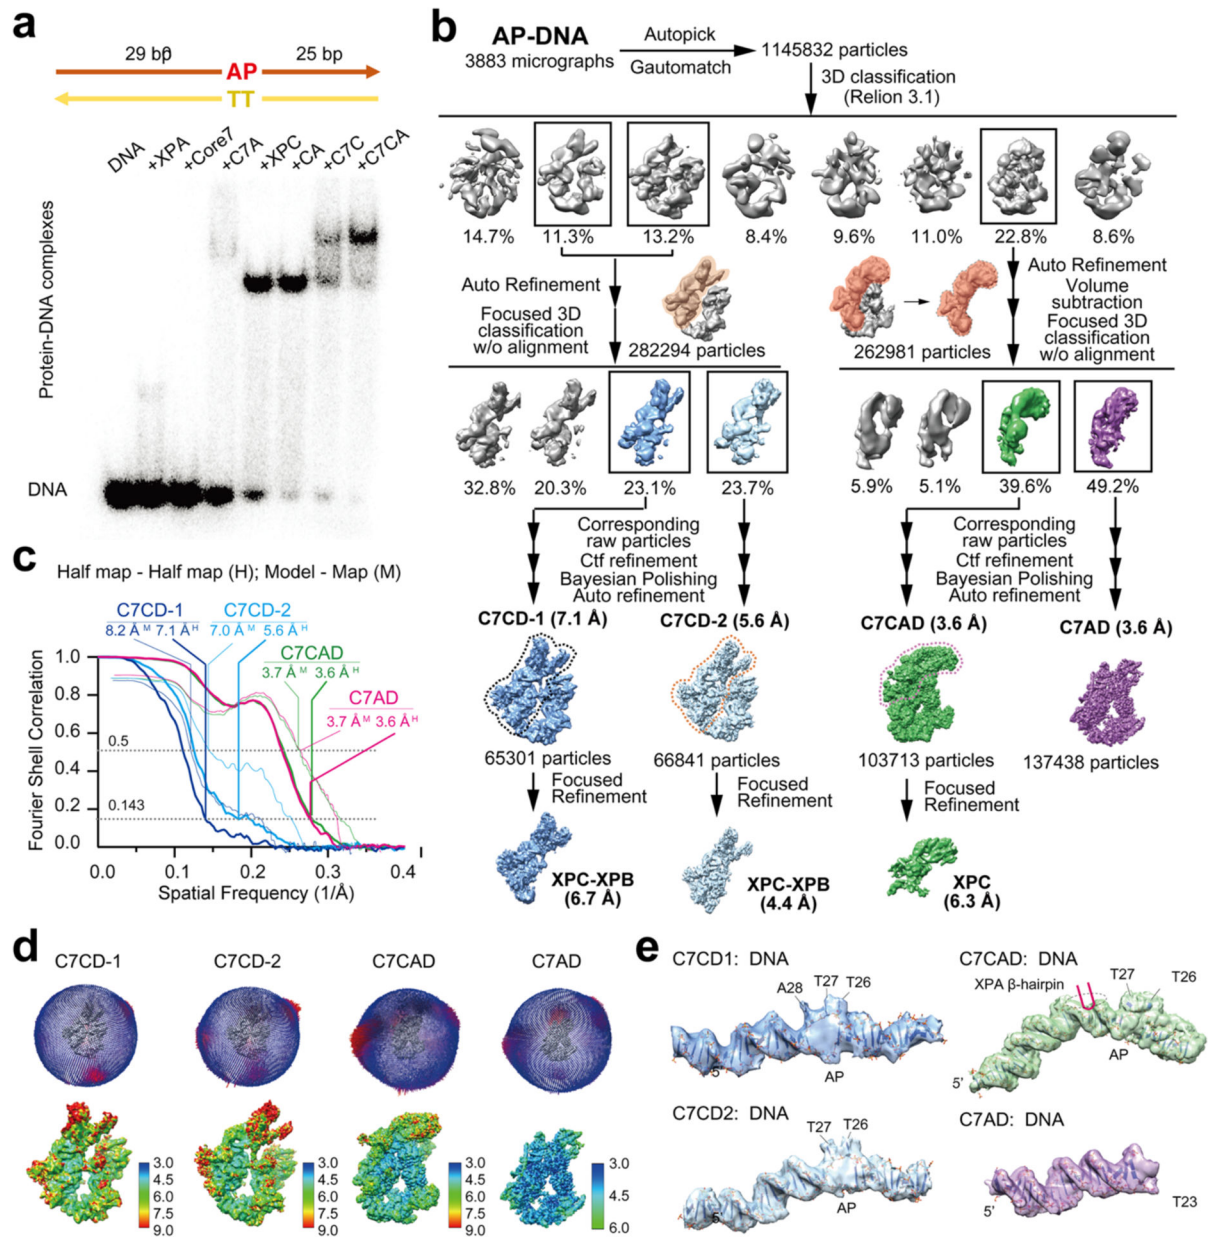 a
29 bβ
25 bp
AP
TT
DNA
+XPA
+Core7
+C7A
+XPC
+CA
+C7C
+C7CA
Protein-DNA complexes
DNA
b
AP-DNA
3883 micrographs
Autopick
Gautomatch
1145832 particles
3D classification
(Relion 3.1)
14.7%
11.3%
13.2%
8.4%
9.6%
11.0%
22.8%
8.6%
Auto Refinement
Focused 3D
classification
w/o alignment
282294 particles
262981 particles
Auto Refinement
Volume
subtraction
Focused 3D
classification
w/o alignment
32.8%
20.3%
23.1%
23.7%
5.9%
5.1%
39.6%
49.2%
Corresponding
raw particles
Ctf refinement
Bayesian Polishing
Auto refinement
Corresponding
raw particles
Ctf refinement
Bayesian Polishing
Auto refinement
C7CD-1 (7.1 Å)
C7CD-2 (5.6 Å)
C7CAD (3.6 Å)
C7AD (3.6 Å)
65301 particles
66841 particles
103713 particles
137438 particles
Focused
Refinement
Focused
Refinement
Focused
Refinement
XPC-XPB
(6.7 Å)
XPC-XPB
(4.4 Å)
XPC
(6.3 Å)
c
Half map - Half map (H); Model - Map (M)
C7CD-1
8.2 Å M 7.1 Å H
C7CD-2
7.0 Å M 5.6 Å H
C7CAD
3.7 Å M 3.6 Å H
C7AD
3.7 Å M 3.6 Å H
Fourier Shell Correlation
1.0
0.8
0.6
0.4
0.2
0.0
0.5
0.143
0.0
0.1
0.2
0.3
0.4
Spatial Frequency (1/Å)
d
C7CD-1
C7CD-2
C7CAD
C7AD
3.0
4.5
6.0
7.5
9.0
3.0
4.5
6.0
7.5
9.0
3.0
4.5
6.0
7.5
9.0
3.0
4.5
6.0
e
C7CD1: DNA
A28
T27
T26
5'
AP
C7CAD: DNA
XPA β-hairpin
T27
T26
AP
5'
C7CD2: DNA
T27
T26
5'
AP
C7AD: DNA
5'
T23